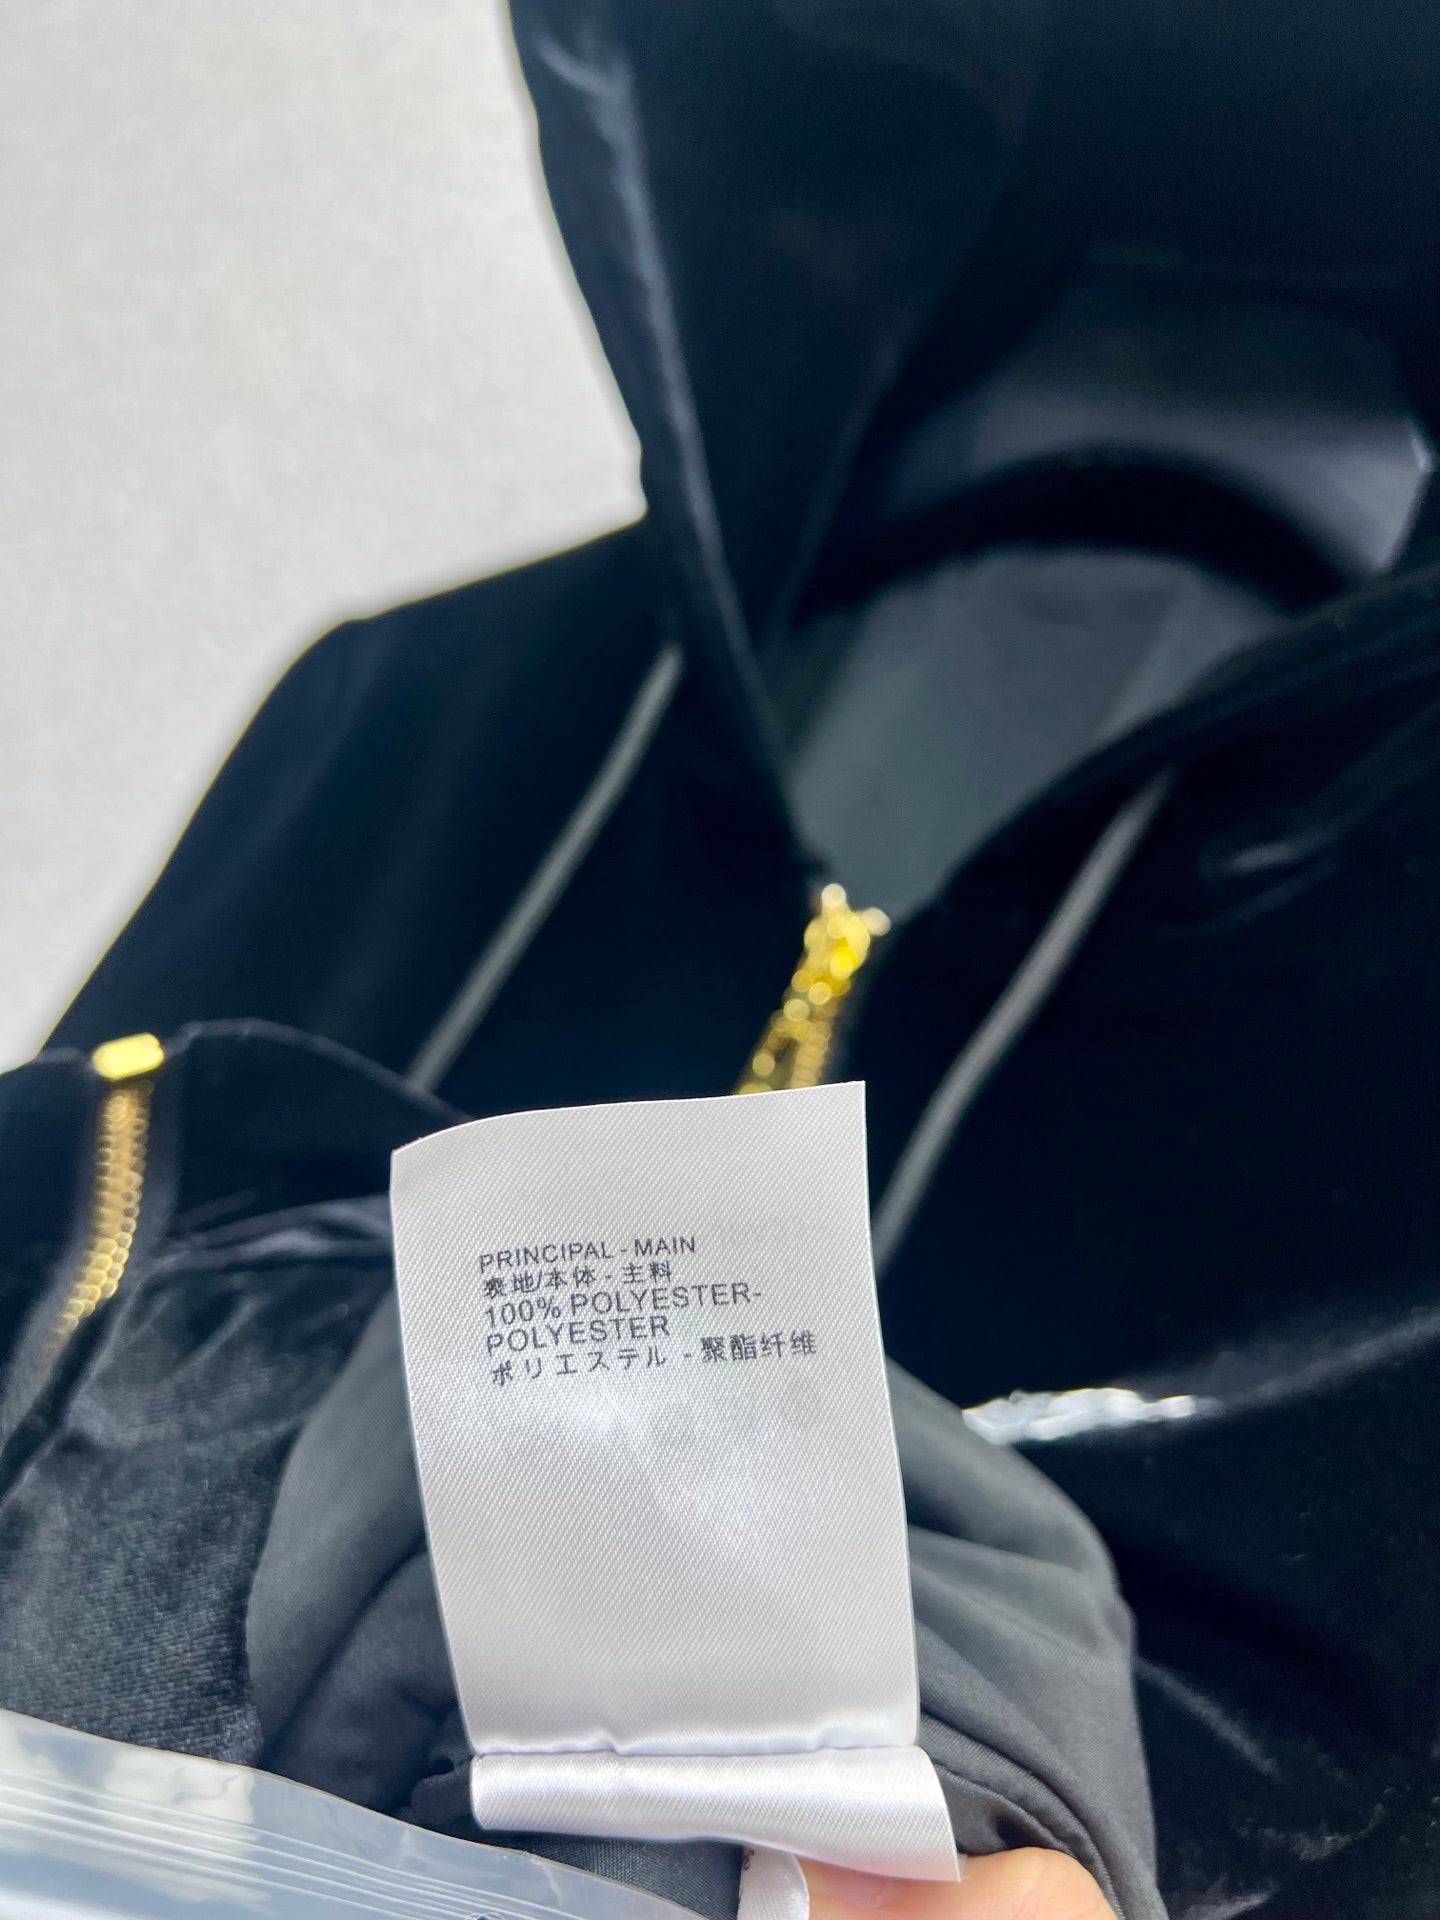 PRINCIPAL - MAIN
表地/本体 - 主料
100% POLYESTER-
POLYESTER
ポリエステル - 聚酯纤维